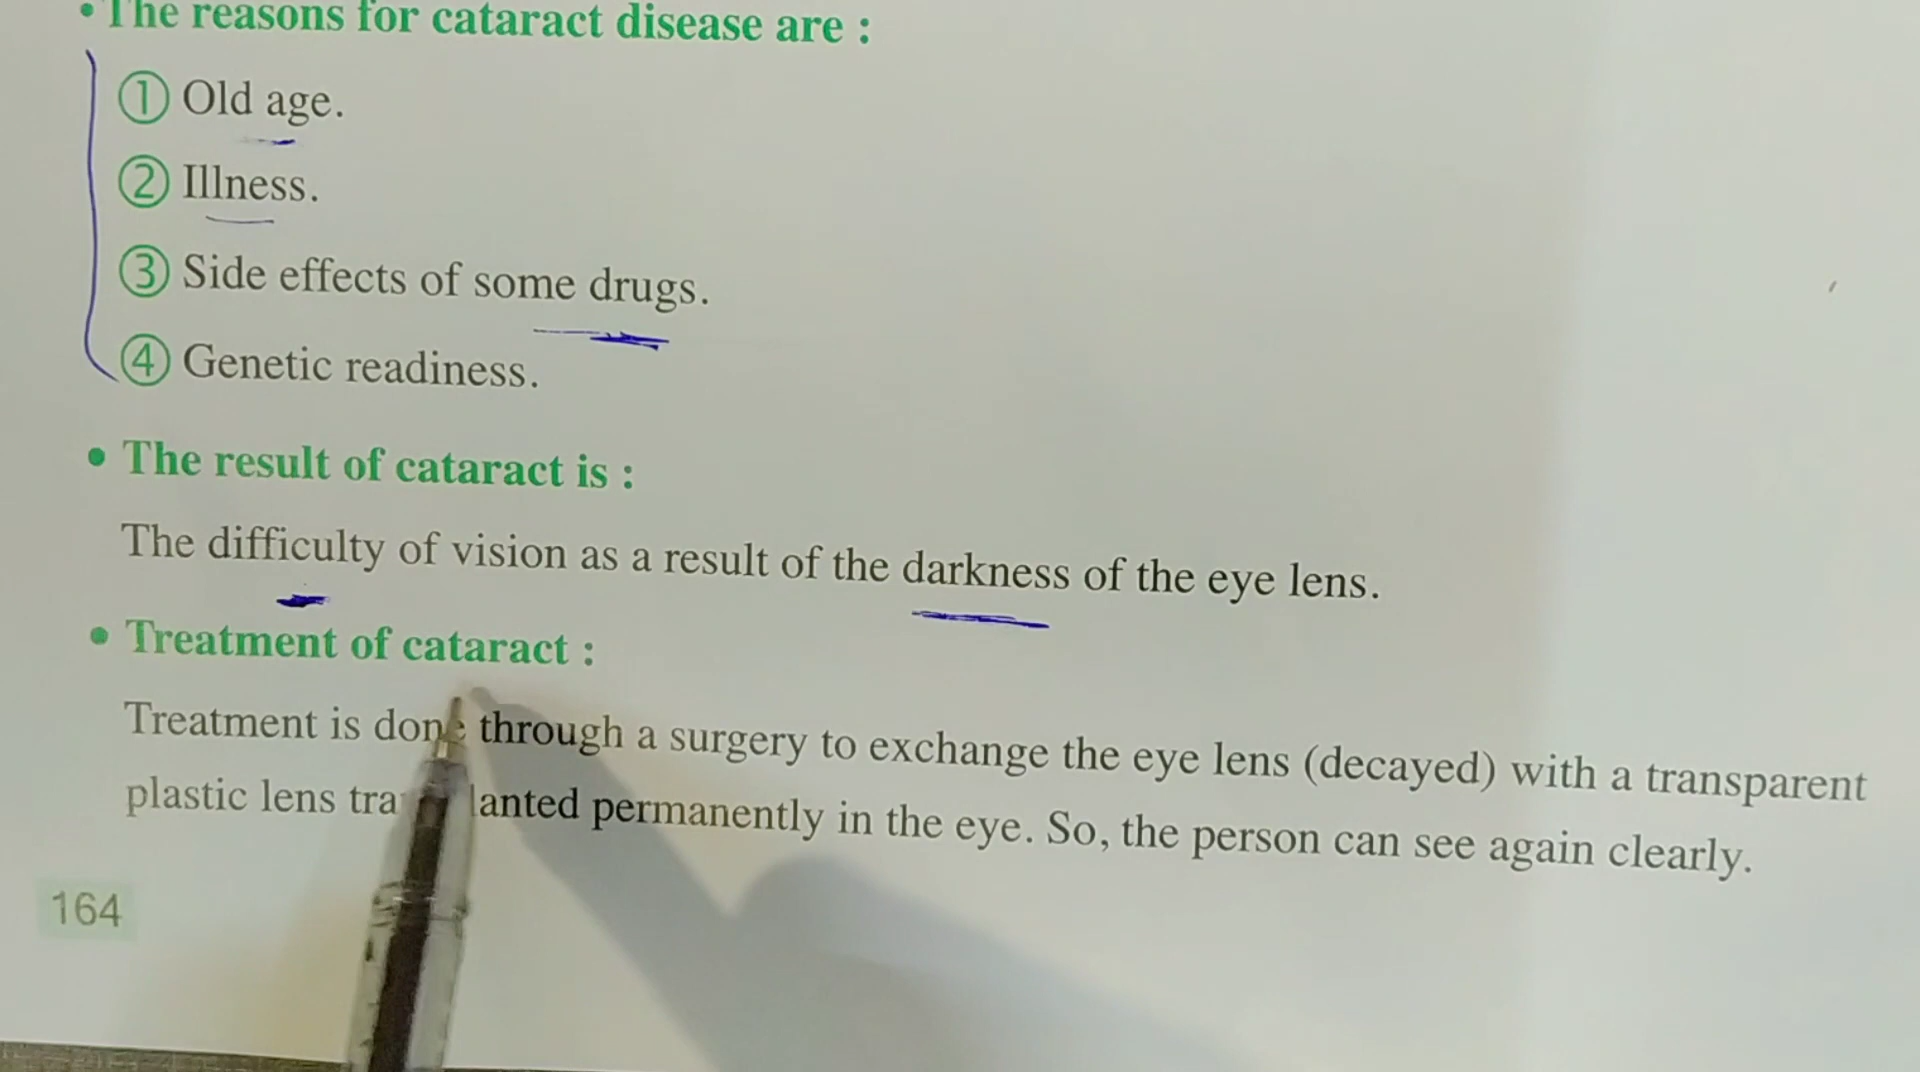 • The reasons for cataract disease are :
① Old age.
② Illness.
③ Side effects of some drugs.
④ Genetic readiness.
• The result of cataract is :
The difficulty of vision as a result of the darkness of the eye lens.
• Treatment of cataract :
Treatment is done through a surgery to exchange the eye lens (decayed) with a transparent
plastic lens transplanted permanently in the eye. So, the person can see again clearly.
164